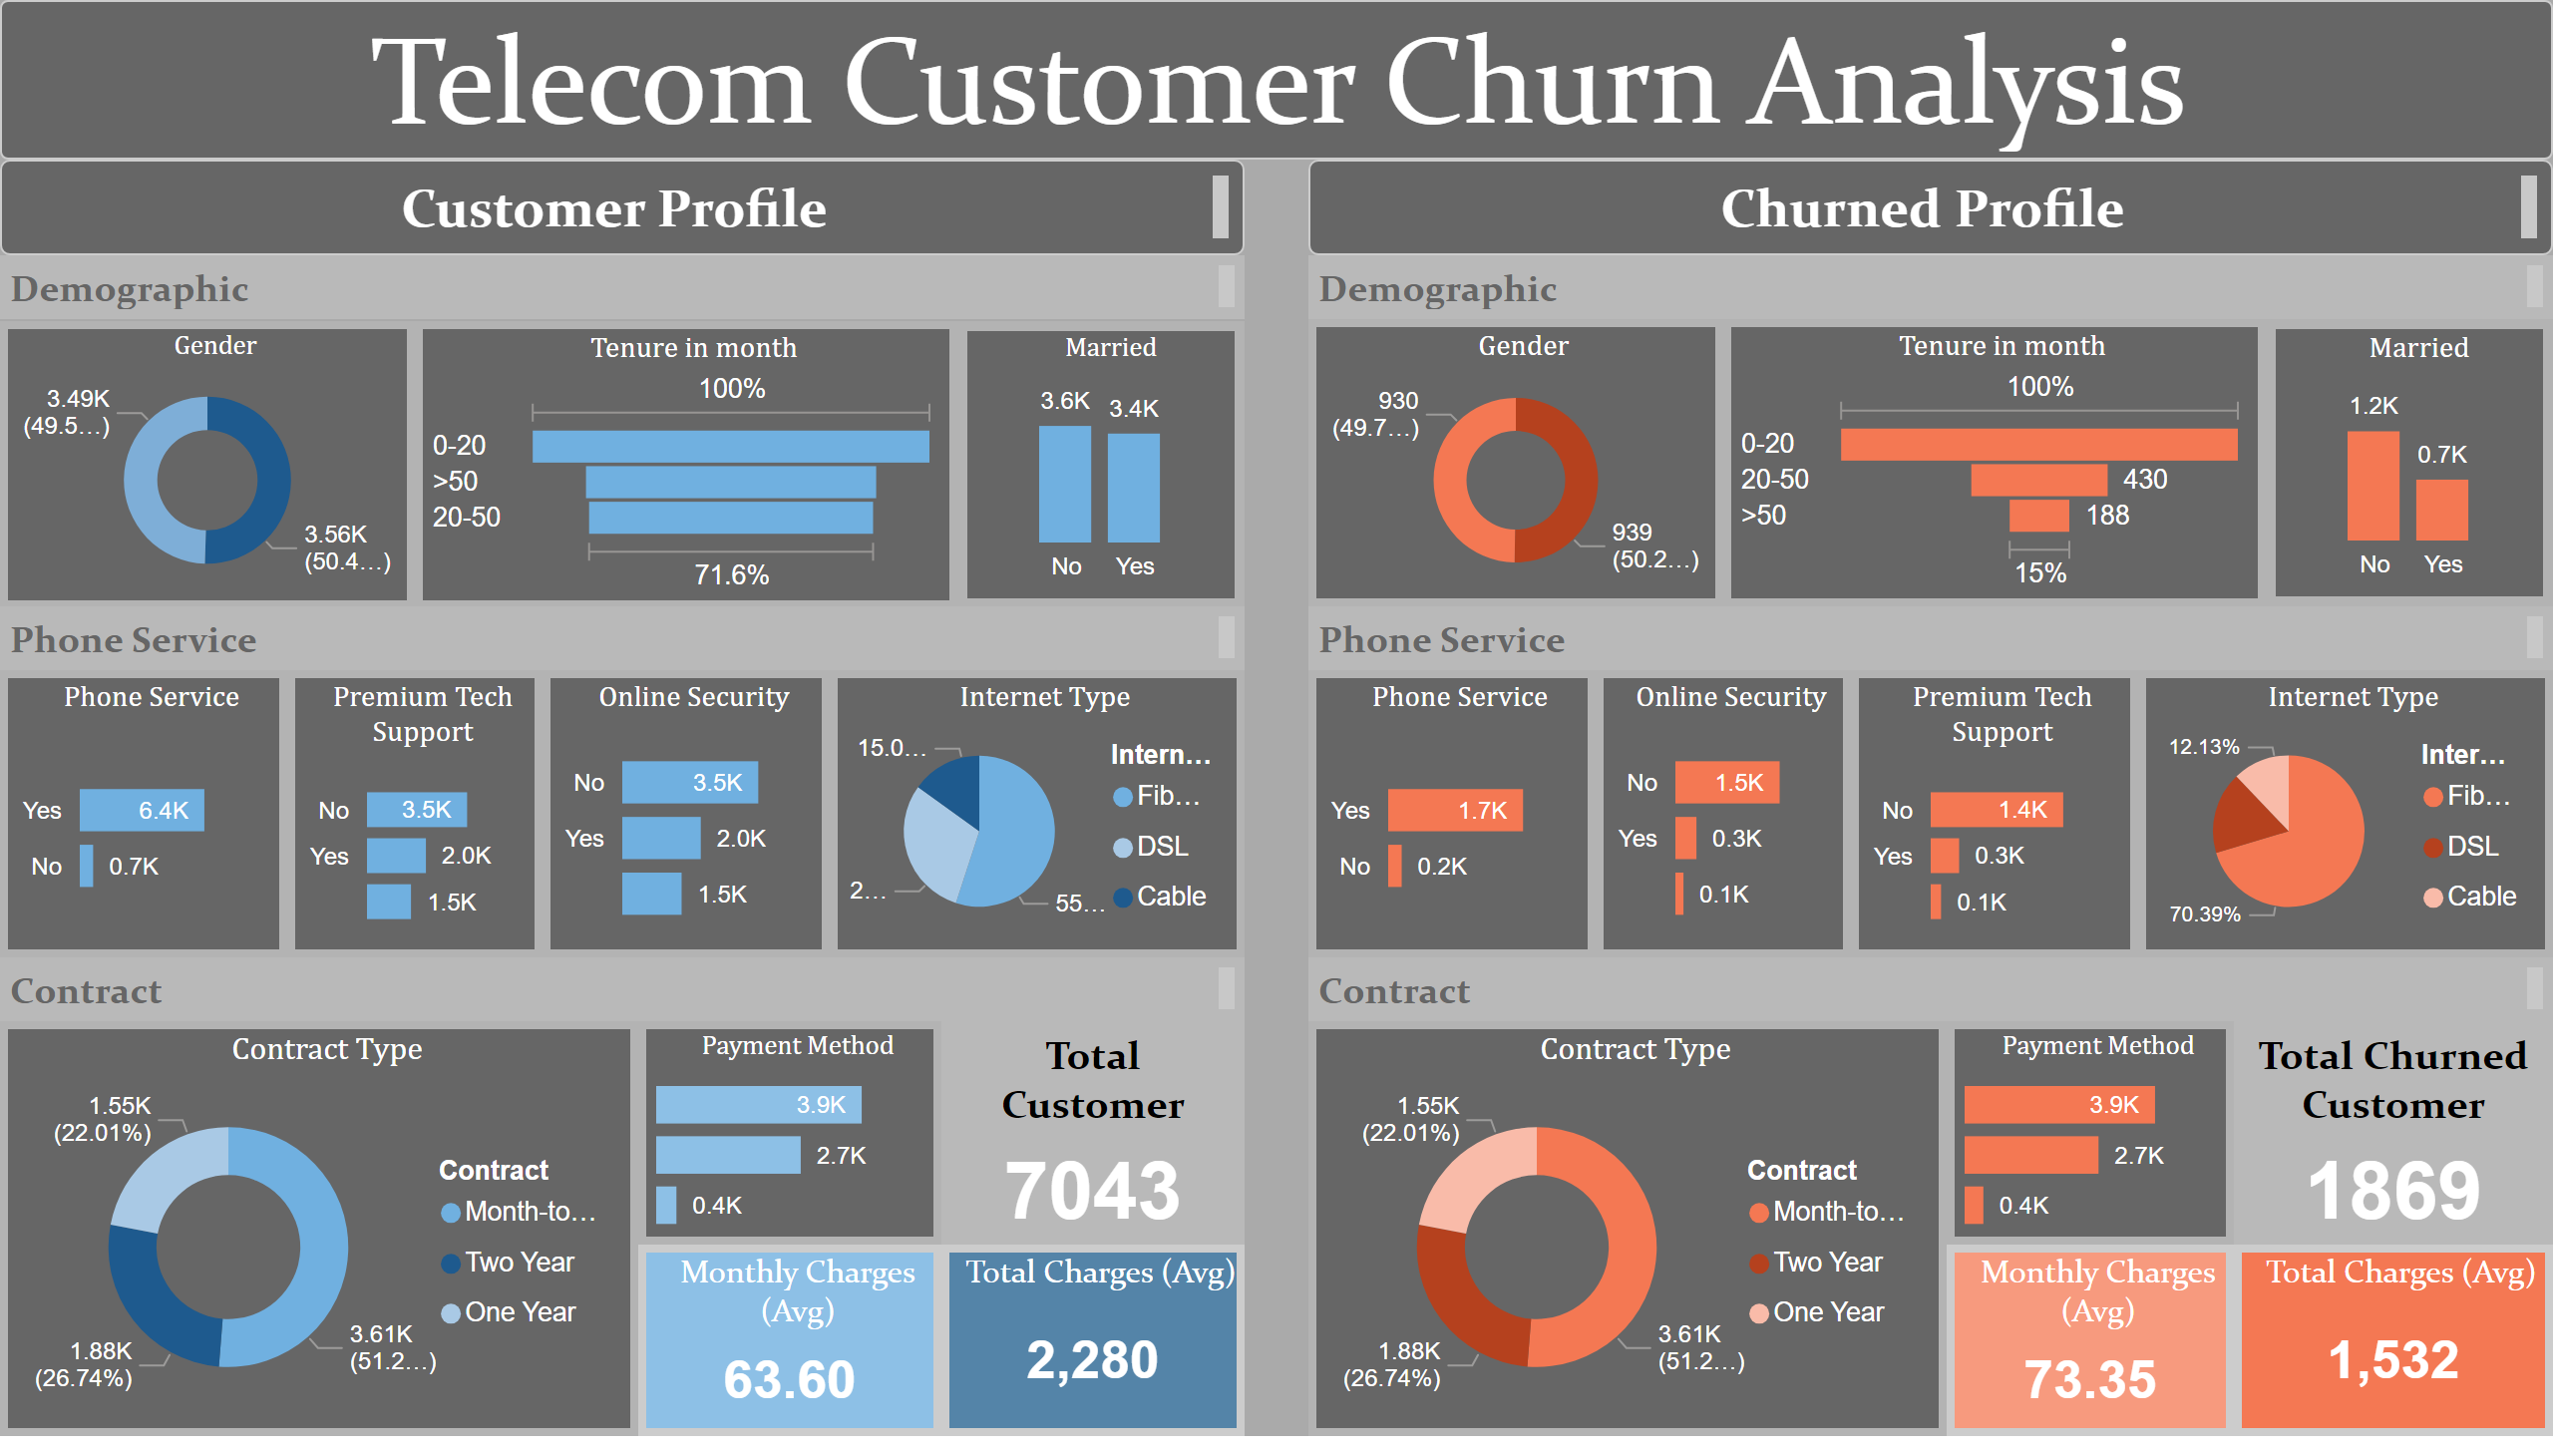 Telecom Customer Churn Analysis
Customer Profile
Demographic
Gender
3.49K
(49.5...)
3.56K
(50.4...)
Tenure in month
100%
0-20
>50
20-50
71.6%
Married
3.6K
3.4K
No
Yes
Phone Service
Phone Service
Yes
6.4K
No
0.7K
Premium Tech
Support
No
3.5K
Yes
2.0K
1.5K
Online Security
No
3.5K
Yes
2.0K
1.5K
Internet Type
15.0...
2...
55...
Intern...
Fib...
DSL
Cable
Contract
Contract Type
1.55K
(22.01%)
1.88K
(26.74%)
3.61K
(51.2...)
Contract
Month-to...
Two Year
One Year
Payment Method
3.9K
2.7K
0.4K
Total
Customer
7043
Monthly Charges
(Avg)
63.60
Total Charges (Avg)
2,280
Churned Profile
Demographic
Gender
930
(49.7...)
939
(50.2...)
Tenure in month
100%
0-20
20-50
430
>50
188
15%
Married
1.2K
0.7K
No
Yes
Phone Service
Phone Service
Yes
1.7K
No
0.2K
Online Security
No
1.5K
Yes
0.3K
0.1K
Premium Tech
Support
No
1.4K
Yes
0.3K
0.1K
Internet Type
12.13%
70.39%
Inter...
Fib...
DSL
Cable
Contract
Contract Type
1.55K
(22.01%)
1.88K
(26.74%)
3.61K
(51.2...)
Contract
Month-to...
Two Year
One Year
Payment Method
3.9K
2.7K
0.4K
Total Churned
Customer
1869
Monthly Charges
(Avg)
73.35
Total Charges (Avg)
1,532